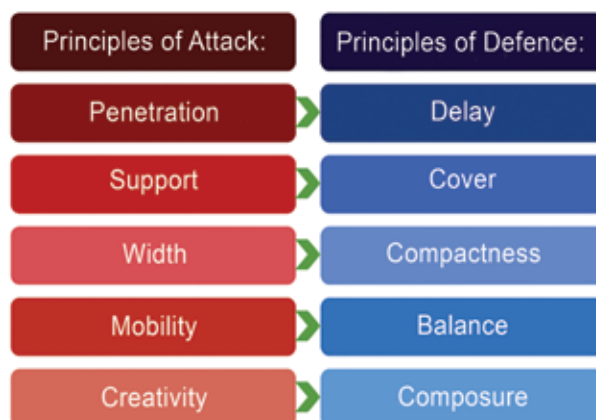 Principles of Attack: Principles of Defence:
Penetration Delay
Support Cover
Width Compactness
Mobility Balance
Creativity Composure